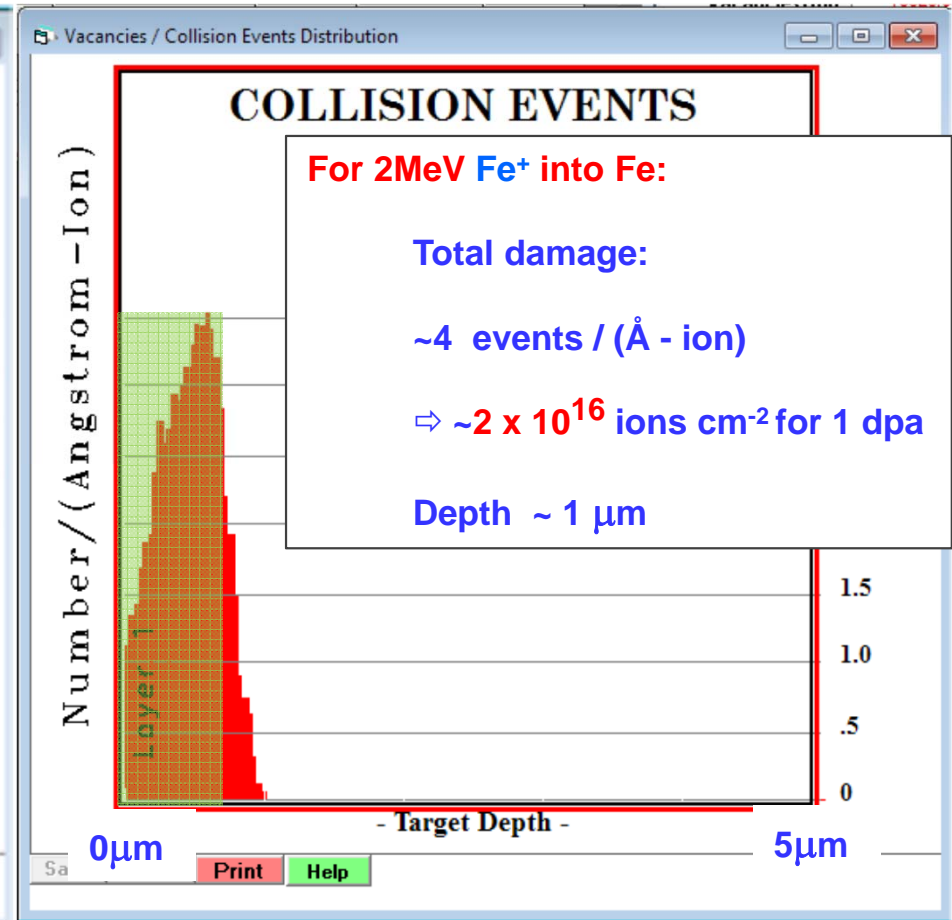 Vacancies / Collision Events Distribution
COLLISION EVENTS
Number/(Angstrom-Ion)
For 2MeV Fe⁺ into Fe:
Total damage:
~4 events / (Å - ion)
⇨ ~2 x 10¹⁶ ions cm⁻² for 1 dpa
Depth ~ 1 μm
1.5
1.0
.5
0
Layer 1
- Target Depth -
0μm
5μm
Sa
Print
Help